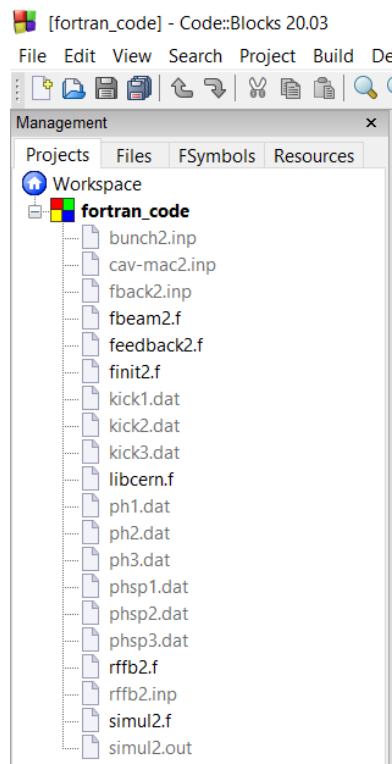 [fortran_code] - Code::Blocks 20.03
File Edit View Search Project Build De
Management x
Projects Files FSymbols Resources
Workspace
fortran_code
bunch2.inp
cav-mac2.inp
fback2.inp
fbeam2.f
feedback2.f
finit2.f
kick1.dat
kick2.dat
kick3.dat
libcern.f
ph1.dat
ph2.dat
ph3.dat
phsp1.dat
phsp2.dat
phsp3.dat
rffb2.f
rffb2.inp
simul2.f
simul2.out